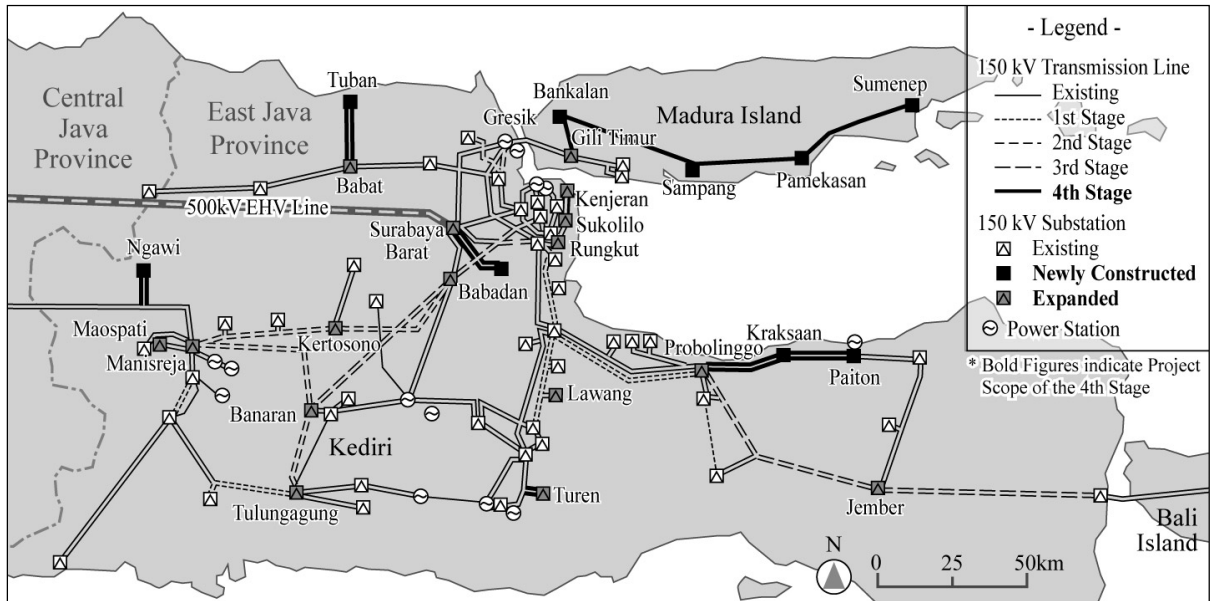 Central
Java
Province
East Java
Province
Tuban
Babat
500kV EHV Line
Gresik
Bankalan
Madura Island
Gili Timur
Sumenep
Sampang
Pamekasan
Kenjeran
Sukolilo
Rungkut
Surabaya
Barat
Babadan
Ngawi
Maospati
Manisreja
Kertosono
Banaran
Kediri
Tulungagung
Lawang
Turen
Probolinggo
Kraksaan
Paiton
Jember
Bali
Island
N
0 25 50km
- Legend -
150 kV Transmission Line
Existing
1st Stage
2nd Stage
3rd Stage
4th Stage
150 kV Substation
Existing
Newly Constructed
Expanded
Power Station
* Bold Figures indicate Project
Scope of the 4th Stage